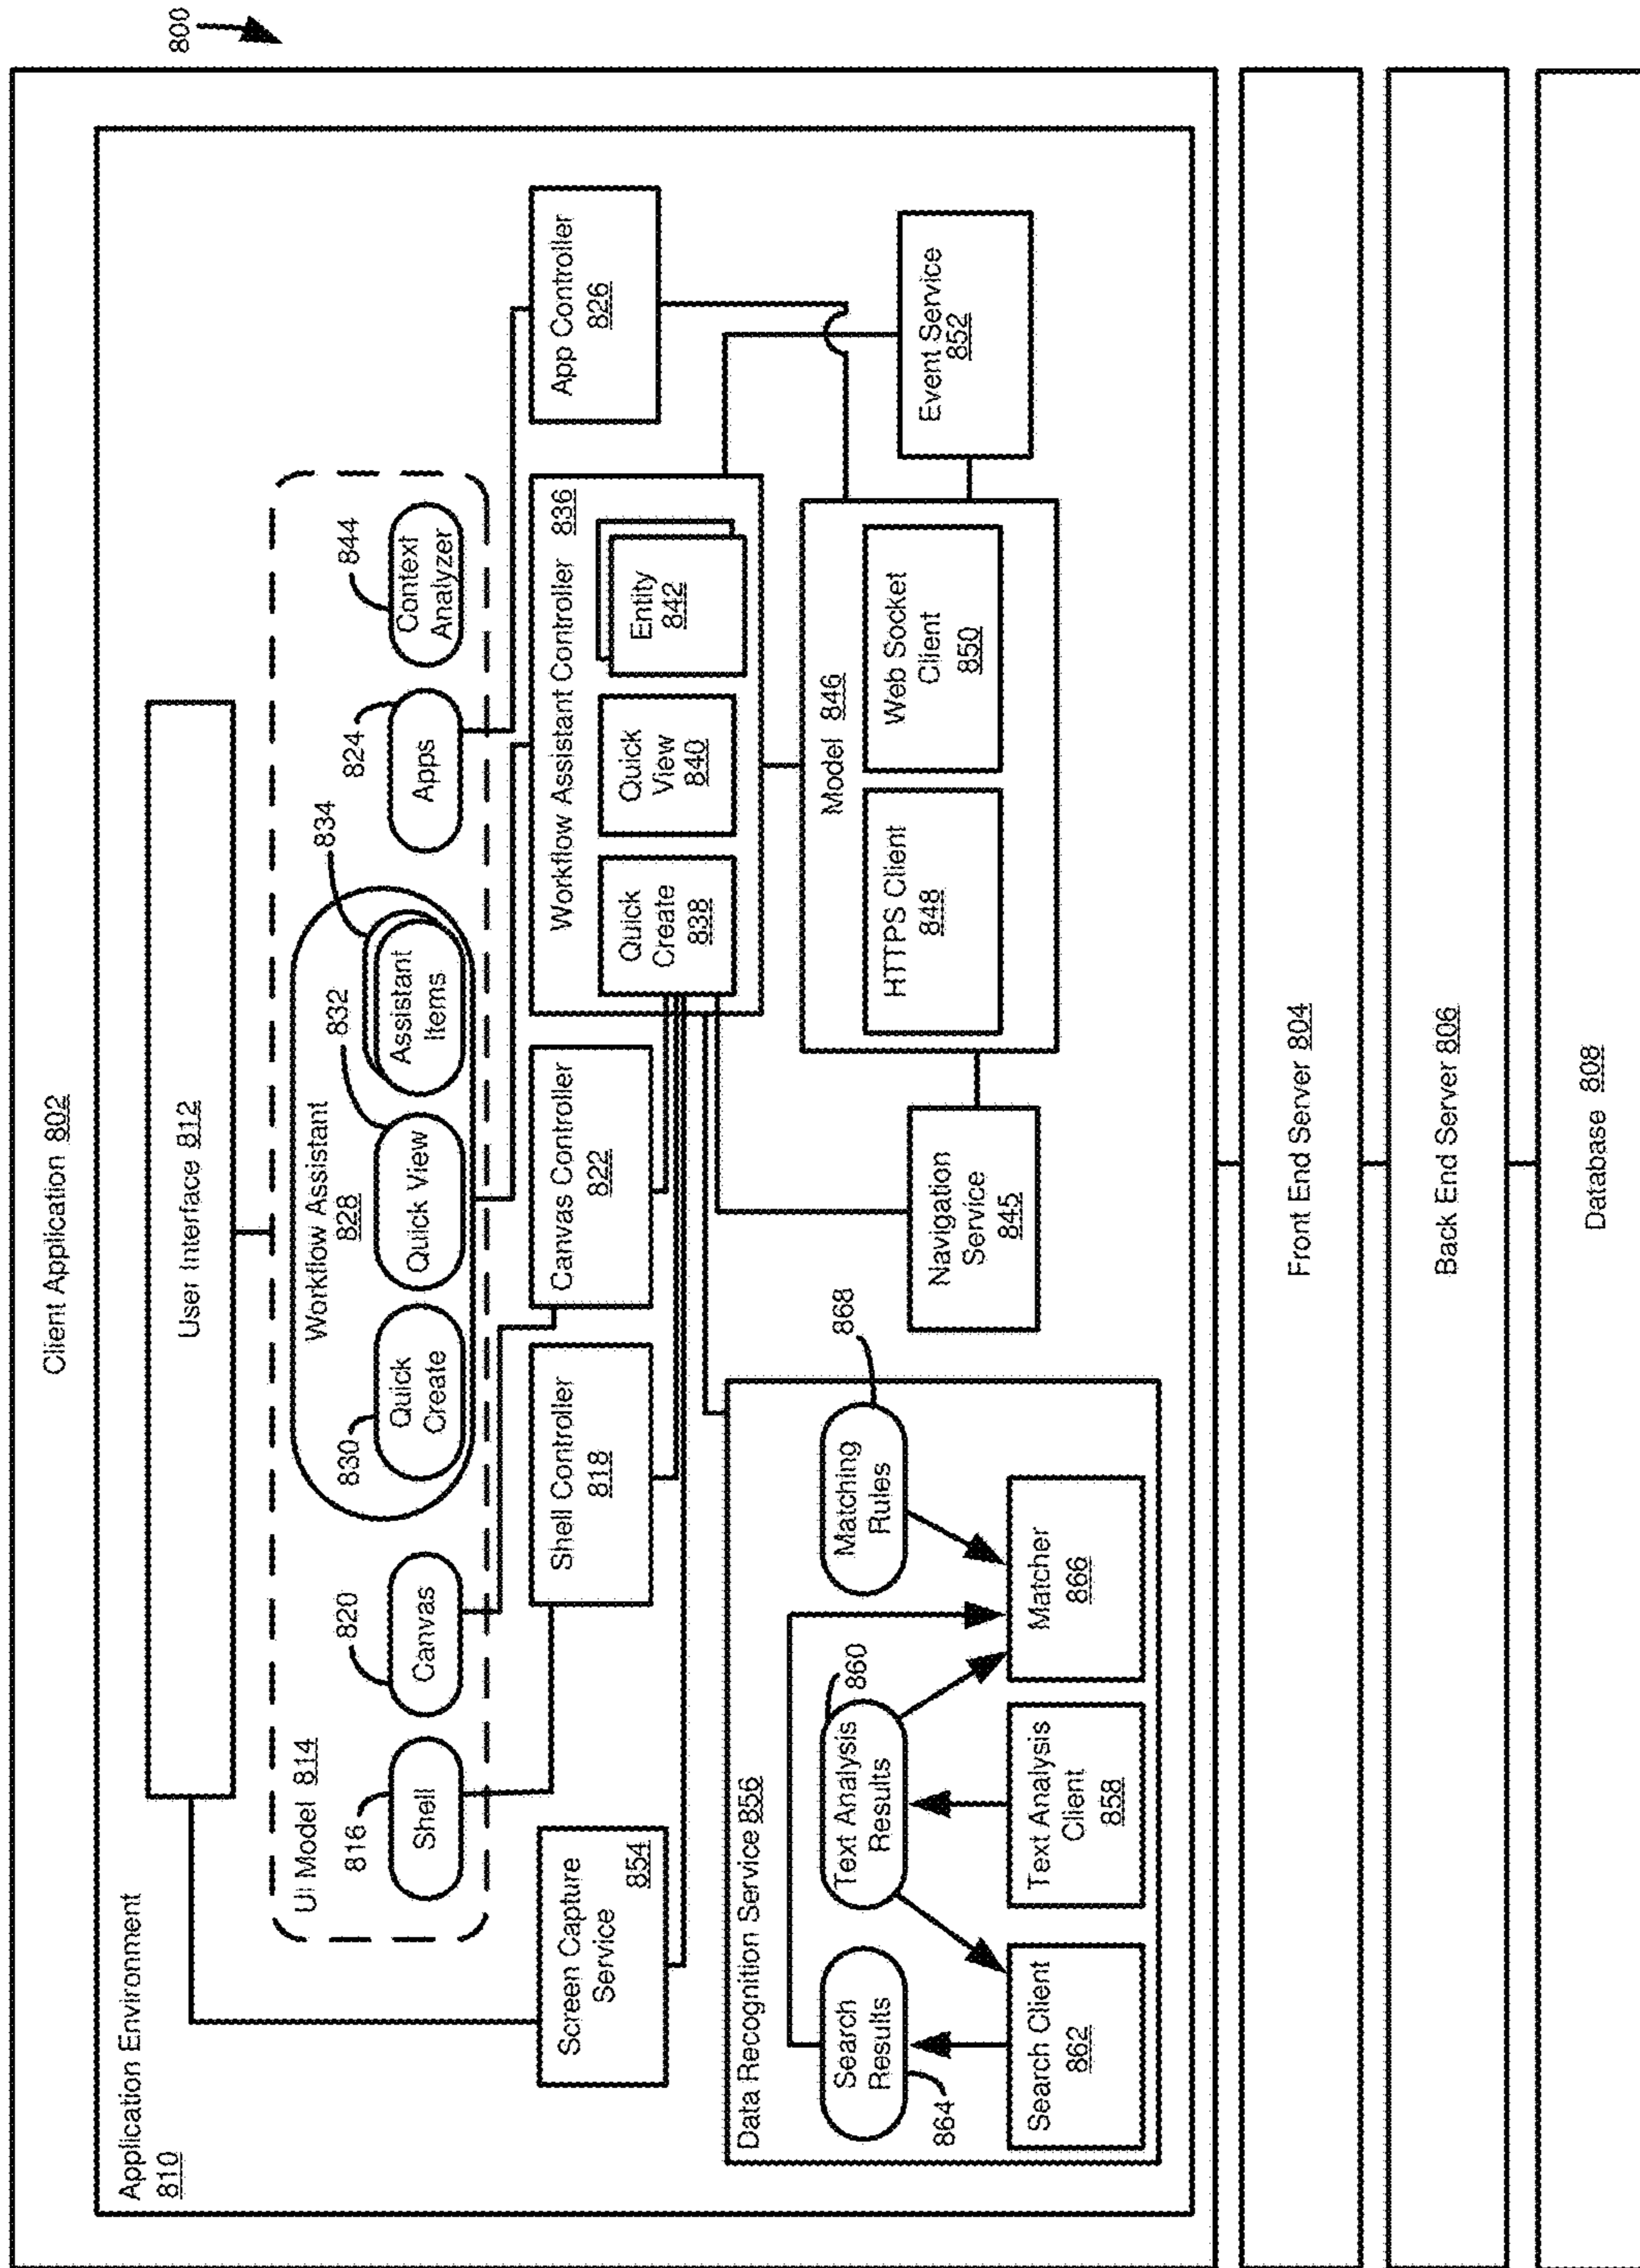 800
Client Application 802
Application Environment
810
User Interface 812
UI Model 814
816
Shell
820
Canvas
Workflow Assistant
828
830
Quick
Create
832
Quick View
834
Assistant
Items
824
Apps
844
Context
Analyzer
Screen Capture
Service
854
Shell Controller
818
Canvas Controller
822
Workflow Assistant Controller 836
Quick
Create
838
Quick
View
840
Entity
842
App Controller
826
Data Recognition Service 856
Search
Results
864
Text Analysis
Results
860
Matching
Rules
868
Search Client
862
Text Analysis
Client
858
Matcher
866
Navigation
Service
845
Model 846
HTTPS Client
848
Web Socket
Client
850
Event Service
852
Front End Server 804
Back End Server 806
Database 808